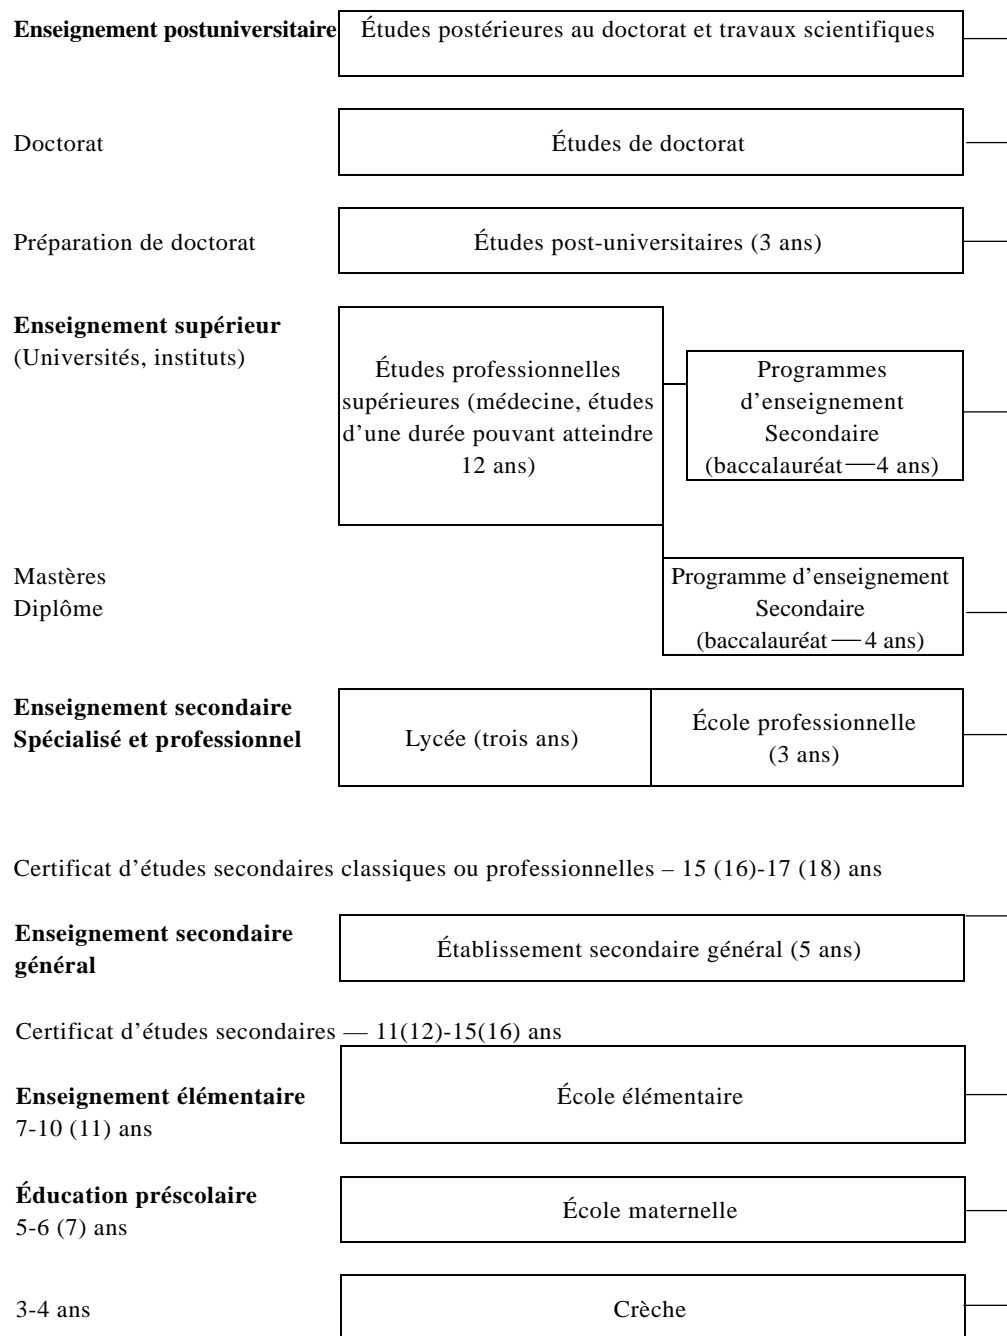 Enseignement postuniversitaire
Études postérieures au doctorat et travaux scientifiques
Doctorat
Études de doctorat
Préparation de doctorat
Études post-universitaires (3 ans)
Enseignement supérieur
(Universités, instituts)
Études professionnelles
supérieures (médecine, études
d’une durée pouvant atteindre
12 ans)
Programmes
d’enseignement
Secondaire
(baccalauréat — 4 ans)
Mastères
Diplôme
Programme d’enseignement
Secondaire
(baccalauréat — 4 ans)
Enseignement secondaire
Spécialisé et professionnel
Lycée (trois ans)
École professionnelle
(3 ans)
Certificat d’études secondaires classiques ou professionnelles – 15 (16)-17 (18) ans
Enseignement secondaire
général
Établissement secondaire général (5 ans)
Certificat d’études secondaires — 11(12)-15(16) ans
Enseignement élémentaire
7-10 (11) ans
École élémentaire
Éducation préscolaire
5-6 (7) ans
École maternelle
3-4 ans
Crèche